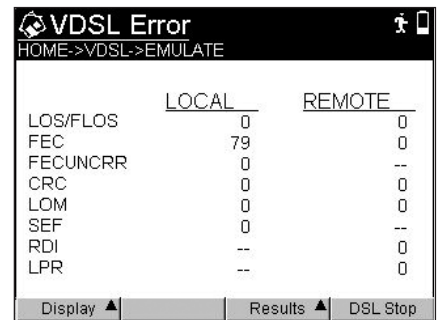 VDSL Error
HOME->VDSL->EMULATE
LOCAL REMOTE
LOS/FLOS 0 0
FEC 79 0
FECUNCRR 0 --
CRC 0 0
LOM 0 0
SEF 0 --
RDI -- 0
LPR -- 0
Display ▲ Results ▲ DSL Stop